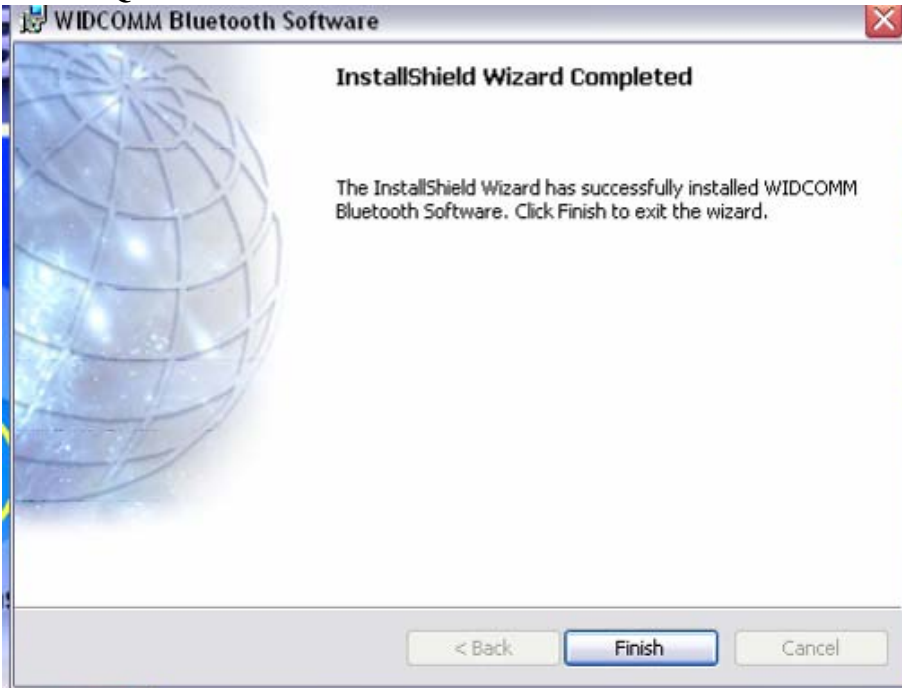 WIDCOMM Bluetooth Software
InstallShield Wizard Completed
The InstallShield Wizard has successfully installed WIDCOMM
Bluetooth Software. Click Finish to exit the wizard.
< Back
Finish
Cancel